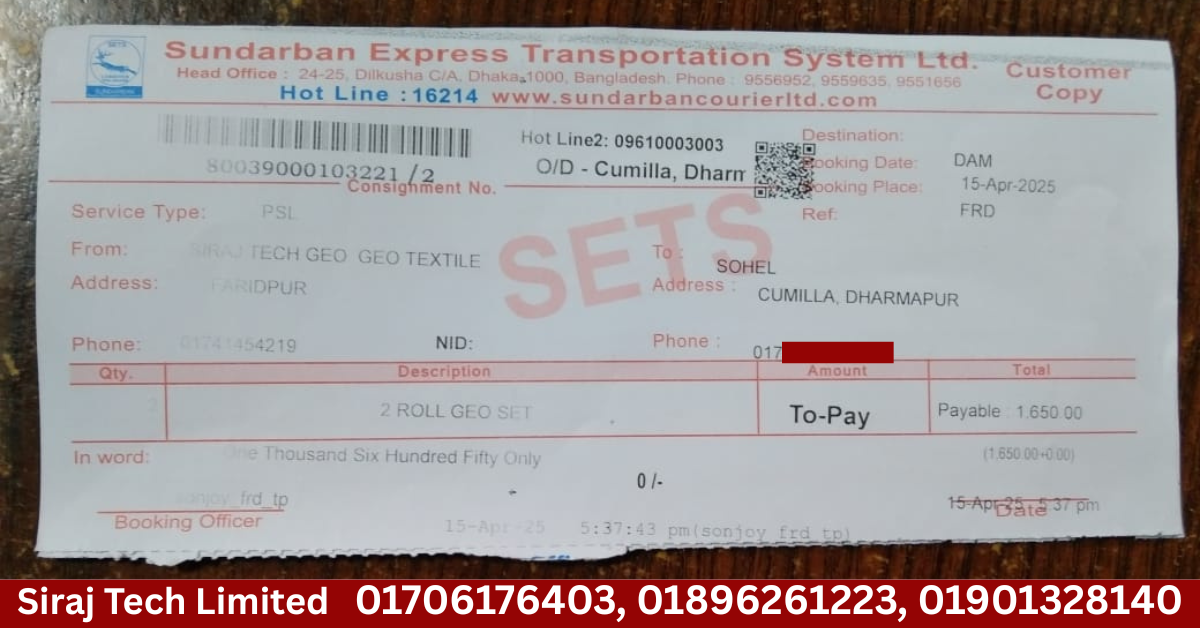 SETS
SUNDARBAN
Sundarban Express Transportation System Ltd.
Head Office : 24-25, Dilkusha C/A, Dhaka-1000, Bangladesh. Phone : 9556952, 9559635, 9551656
Hot Line : 16214 www.sundarbancourierltd.com
Customer
Copy
Hot Line2: 09610003003
80039000103221 /2
O/D - Cumilla, Dharm
Consignment No.
Destination:
Booking Date: DAM
Booking Place: 15-Apr-2025
Ref: FRD
Service Type: PSL
SETS
From: SIRAJ TECH GEO GEO TEXTILE
To : SOHEL
Address: FARIDPUR
Address : CUMILLA, DHARMAPUR
Phone: 01741454219 NID:
Phone : 017
Qty. Description Amount Total
2 2 ROLL GEO SET To-Pay Payable : 1,650.00
In word: One Thousand Six Hundred Fifty Only
(1,650.00+0.00)
0 /-
sonjoy_frd_tp
Booking Officer
15-Apr-25 5:37 pm
Date
15-Apr-25 5:37:43 pm(sonjoy_frd_tp)
Siraj Tech Limited 01706176403, 01896261223, 01901328140